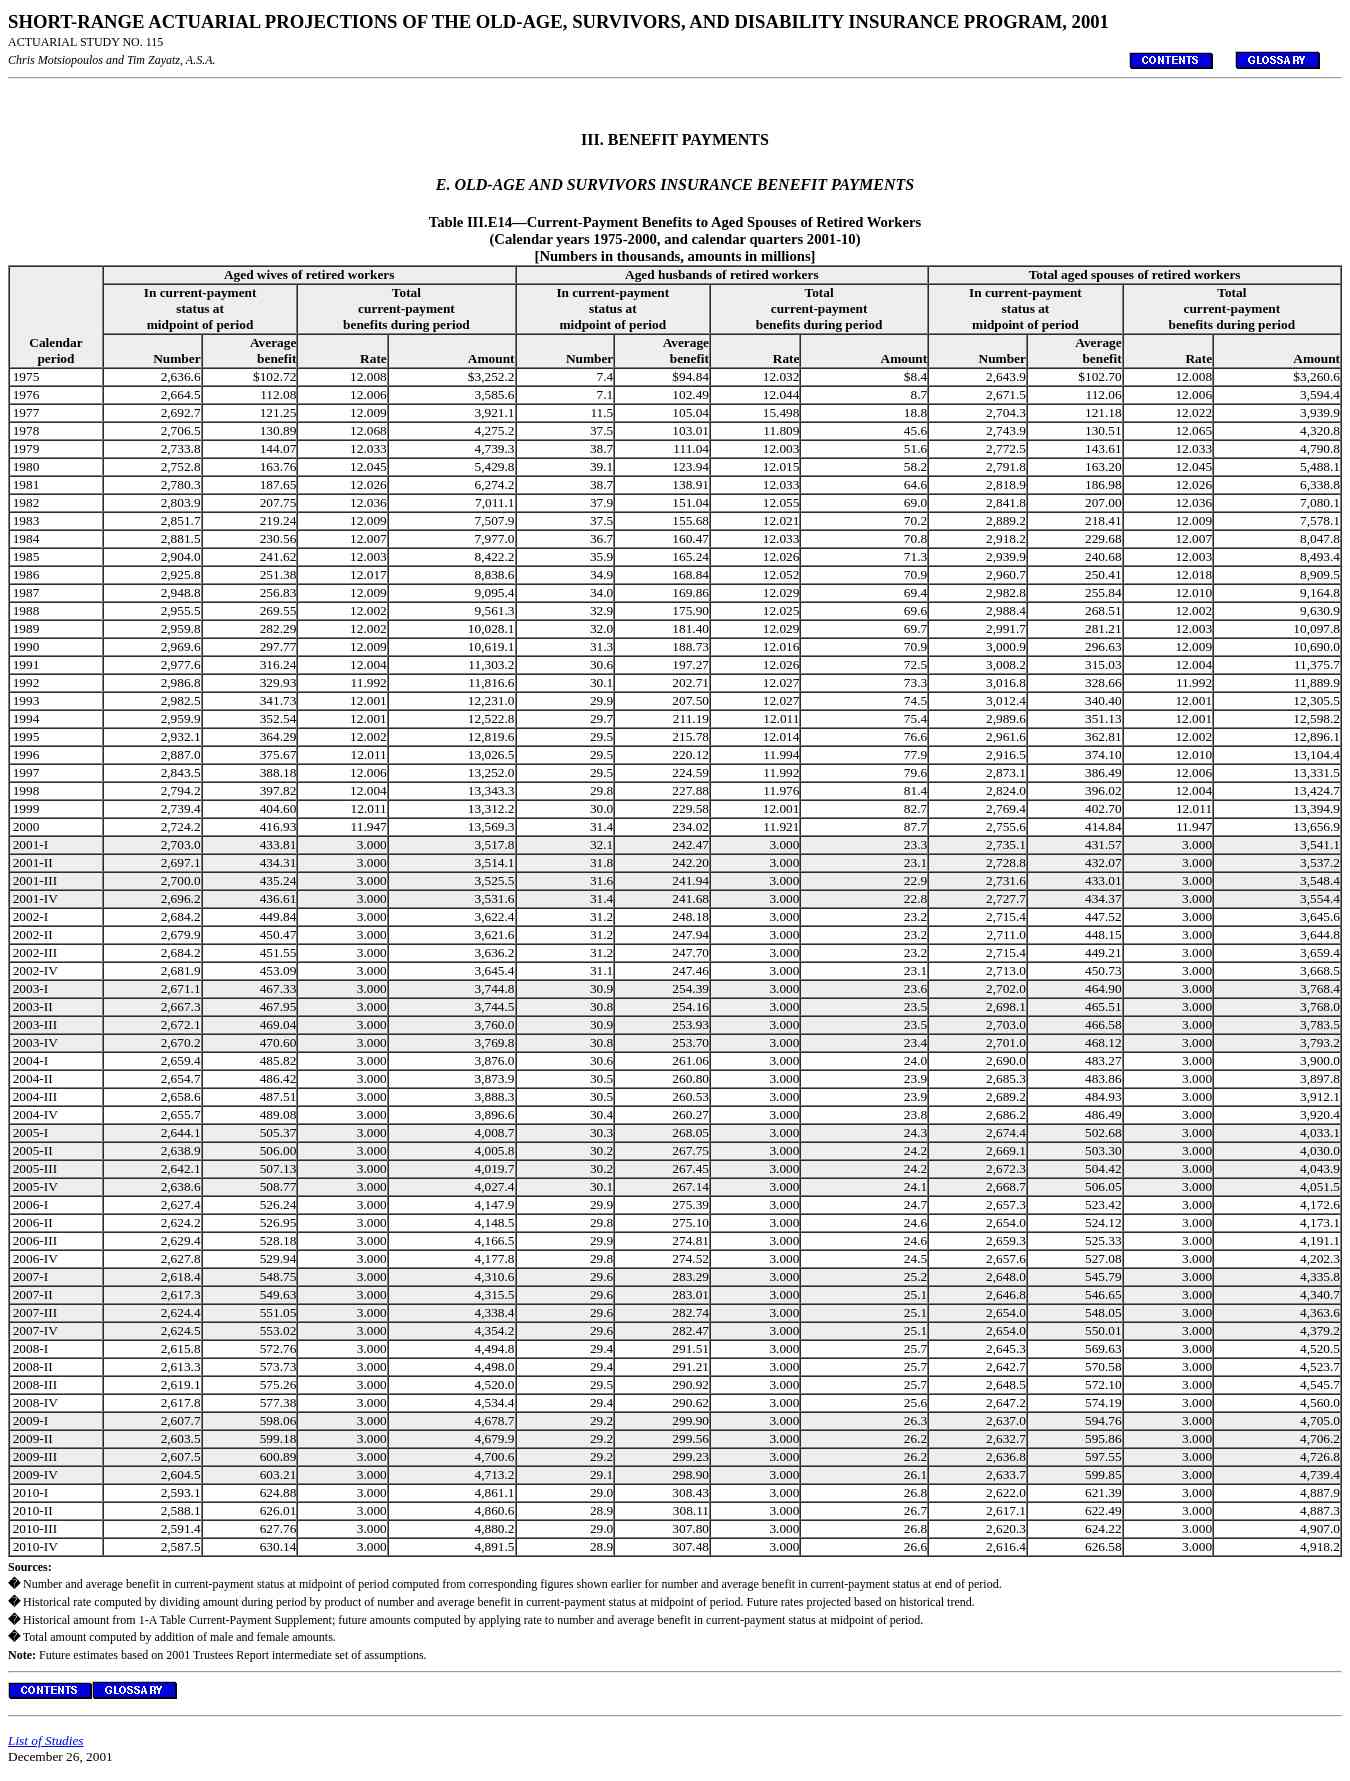 SHORT-RANGE ACTUARIAL PROJECTIONS OF THE OLD-AGE, SURVIVORS, AND DISABILITY INSURANCE PROGRAM, 2001
ACTUARIAL STUDY NO. 115
Chris Motsiopoulos and Tim Zayatz, A.S.A. CONTENTS GLOSSARY
III. BENEFIT PAYMENTS
E. OLD-AGE AND SURVIVORS INSURANCE BENEFIT PAYMENTS
Table III.E14—Current-Payment Benefits to Aged Spouses of Retired Workers
(Calendar years 1975-2000, and calendar quarters 2001-10)
[Numbers in thousands, amounts in millions]
Aged wives of retired workers Aged husbands of retired workers Total aged spouses of retired workers
In current-payment Total In current-payment Total In current-payment Total
status at current-payment status at current-payment status at current-payment
midpoint of period benefits during period midpoint of period benefits during period midpoint of period benefits during period
Calendar Average Average Average
period Number benefit Rate Amount Number benefit Rate Amount Number benefit Rate Amount
1975 2,636.6 $102.72 12.008 $3,252.2 7.4 $94.84 12.032 $8.4 2,643.9 $102.70 12.008 $3,260.6
1976 2,664.5 112.08 12.006 3,585.6 7.1 102.49 12.044 8.7 2,671.5 112.06 12.006 3,594.4
1977 2,692.7 121.25 12.009 3,921.1 11.5 105.04 15.498 18.8 2,704.3 121.18 12.022 3,939.9
1978 2,706.5 130.89 12.068 4,275.2 37.5 103.01 11.809 45.6 2,743.9 130.51 12.065 4,320.8
1979 2,733.8 144.07 12.033 4,739.3 38.7 111.04 12.003 51.6 2,772.5 143.61 12.033 4,790.8
1980 2,752.8 163.76 12.045 5,429.8 39.1 123.94 12.015 58.2 2,791.8 163.20 12.045 5,488.1
1981 2,780.3 187.65 12.026 6,274.2 38.7 138.91 12.033 64.6 2,818.9 186.98 12.026 6,338.8
1982 2,803.9 207.75 12.036 7,011.1 37.9 151.04 12.055 69.0 2,841.8 207.00 12.036 7,080.1
1983 2,851.7 219.24 12.009 7,507.9 37.5 155.68 12.021 70.2 2,889.2 218.41 12.009 7,578.1
1984 2,881.5 230.56 12.007 7,977.0 36.7 160.47 12.033 70.8 2,918.2 229.68 12.007 8,047.8
1985 2,904.0 241.62 12.003 8,422.2 35.9 165.24 12.026 71.3 2,939.9 240.68 12.003 8,493.4
1986 2,925.8 251.38 12.017 8,838.6 34.9 168.84 12.052 70.9 2,960.7 250.41 12.018 8,909.5
1987 2,948.8 256.83 12.009 9,095.4 34.0 169.86 12.029 69.4 2,982.8 255.84 12.010 9,164.8
1988 2,955.5 269.55 12.002 9,561.3 32.9 175.90 12.025 69.6 2,988.4 268.51 12.002 9,630.9
1989 2,959.8 282.29 12.002 10,028.1 32.0 181.40 12.029 69.7 2,991.7 281.21 12.003 10,097.8
1990 2,969.6 297.77 12.009 10,619.1 31.3 188.73 12.016 70.9 3,000.9 296.63 12.009 10,690.0
1991 2,977.6 316.24 12.004 11,303.2 30.6 197.27 12.026 72.5 3,008.2 315.03 12.004 11,375.7
1992 2,986.8 329.93 11.992 11,816.6 30.1 202.71 12.027 73.3 3,016.8 328.66 11.992 11,889.9
1993 2,982.5 341.73 12.001 12,231.0 29.9 207.50 12.027 74.5 3,012.4 340.40 12.001 12,305.5
1994 2,959.9 352.54 12.001 12,522.8 29.7 211.19 12.011 75.4 2,989.6 351.13 12.001 12,598.2
1995 2,932.1 364.29 12.002 12,819.6 29.5 215.78 12.014 76.6 2,961.6 362.81 12.002 12,896.1
1996 2,887.0 375.67 12.011 13,026.5 29.5 220.12 11.994 77.9 2,916.5 374.10 12.010 13,104.4
1997 2,843.5 388.18 12.006 13,252.0 29.5 224.59 11.992 79.6 2,873.1 386.49 12.006 13,331.5
1998 2,794.2 397.82 12.004 13,343.3 29.8 227.88 11.976 81.4 2,824.0 396.02 12.004 13,424.7
1999 2,739.4 404.60 12.011 13,312.2 30.0 229.58 12.001 82.7 2,769.4 402.70 12.011 13,394.9
2000 2,724.2 416.93 11.947 13,569.3 31.4 234.02 11.921 87.7 2,755.6 414.84 11.947 13,656.9
2001-I 2,703.0 433.81 3.000 3,517.8 32.1 242.47 3.000 23.3 2,735.1 431.57 3.000 3,541.1
2001-II 2,697.1 434.31 3.000 3,514.1 31.8 242.20 3.000 23.1 2,728.8 432.07 3.000 3,537.2
2001-III 2,700.0 435.24 3.000 3,525.5 31.6 241.94 3.000 22.9 2,731.6 433.01 3.000 3,548.4
2001-IV 2,696.2 436.61 3.000 3,531.6 31.4 241.68 3.000 22.8 2,727.7 434.37 3.000 3,554.4
2002-I 2,684.2 449.84 3.000 3,622.4 31.2 248.18 3.000 23.2 2,715.4 447.52 3.000 3,645.6
2002-II 2,679.9 450.47 3.000 3,621.6 31.2 247.94 3.000 23.2 2,711.0 448.15 3.000 3,644.8
2002-III 2,684.2 451.55 3.000 3,636.2 31.2 247.70 3.000 23.2 2,715.4 449.21 3.000 3,659.4
2002-IV 2,681.9 453.09 3.000 3,645.4 31.1 247.46 3.000 23.1 2,713.0 450.73 3.000 3,668.5
2003-I 2,671.1 467.33 3.000 3,744.8 30.9 254.39 3.000 23.6 2,702.0 464.90 3.000 3,768.4
2003-II 2,667.3 467.95 3.000 3,744.5 30.8 254.16 3.000 23.5 2,698.1 465.51 3.000 3,768.0
2003-III 2,672.1 469.04 3.000 3,760.0 30.9 253.93 3.000 23.5 2,703.0 466.58 3.000 3,783.5
2003-IV 2,670.2 470.60 3.000 3,769.8 30.8 253.70 3.000 23.4 2,701.0 468.12 3.000 3,793.2
2004-I 2,659.4 485.82 3.000 3,876.0 30.6 261.06 3.000 24.0 2,690.0 483.27 3.000 3,900.0
2004-II 2,654.7 486.42 3.000 3,873.9 30.5 260.80 3.000 23.9 2,685.3 483.86 3.000 3,897.8
2004-III 2,658.6 487.51 3.000 3,888.3 30.5 260.53 3.000 23.9 2,689.2 484.93 3.000 3,912.1
2004-IV 2,655.7 489.08 3.000 3,896.6 30.4 260.27 3.000 23.8 2,686.2 486.49 3.000 3,920.4
2005-I 2,644.1 505.37 3.000 4,008.7 30.3 268.05 3.000 24.3 2,674.4 502.68 3.000 4,033.1
2005-II 2,638.9 506.00 3.000 4,005.8 30.2 267.75 3.000 24.2 2,669.1 503.30 3.000 4,030.0
2005-III 2,642.1 507.13 3.000 4,019.7 30.2 267.45 3.000 24.2 2,672.3 504.42 3.000 4,043.9
2005-IV 2,638.6 508.77 3.000 4,027.4 30.1 267.14 3.000 24.1 2,668.7 506.05 3.000 4,051.5
2006-I 2,627.4 526.24 3.000 4,147.9 29.9 275.39 3.000 24.7 2,657.3 523.42 3.000 4,172.6
2006-II 2,624.2 526.95 3.000 4,148.5 29.8 275.10 3.000 24.6 2,654.0 524.12 3.000 4,173.1
2006-III 2,629.4 528.18 3.000 4,166.5 29.9 274.81 3.000 24.6 2,659.3 525.33 3.000 4,191.1
2006-IV 2,627.8 529.94 3.000 4,177.8 29.8 274.52 3.000 24.5 2,657.6 527.08 3.000 4,202.3
2007-I 2,618.4 548.75 3.000 4,310.6 29.6 283.29 3.000 25.2 2,648.0 545.79 3.000 4,335.8
2007-II 2,617.3 549.63 3.000 4,315.5 29.6 283.01 3.000 25.1 2,646.8 546.65 3.000 4,340.7
2007-III 2,624.4 551.05 3.000 4,338.4 29.6 282.74 3.000 25.1 2,654.0 548.05 3.000 4,363.6
2007-IV 2,624.5 553.02 3.000 4,354.2 29.6 282.47 3.000 25.1 2,654.0 550.01 3.000 4,379.2
2008-I 2,615.8 572.76 3.000 4,494.8 29.4 291.51 3.000 25.7 2,645.3 569.63 3.000 4,520.5
2008-II 2,613.3 573.73 3.000 4,498.0 29.4 291.21 3.000 25.7 2,642.7 570.58 3.000 4,523.7
2008-III 2,619.1 575.26 3.000 4,520.0 29.5 290.92 3.000 25.7 2,648.5 572.10 3.000 4,545.7
2008-IV 2,617.8 577.38 3.000 4,534.4 29.4 290.62 3.000 25.6 2,647.2 574.19 3.000 4,560.0
2009-I 2,607.7 598.06 3.000 4,678.7 29.2 299.90 3.000 26.3 2,637.0 594.76 3.000 4,705.0
2009-II 2,603.5 599.18 3.000 4,679.9 29.2 299.56 3.000 26.2 2,632.7 595.86 3.000 4,706.2
2009-III 2,607.5 600.89 3.000 4,700.6 29.2 299.23 3.000 26.2 2,636.8 597.55 3.000 4,726.8
2009-IV 2,604.5 603.21 3.000 4,713.2 29.1 298.90 3.000 26.1 2,633.7 599.85 3.000 4,739.4
2010-I 2,593.1 624.88 3.000 4,861.1 29.0 308.43 3.000 26.8 2,622.0 621.39 3.000 4,887.9
2010-II 2,588.1 626.01 3.000 4,860.6 28.9 308.11 3.000 26.7 2,617.1 622.49 3.000 4,887.3
2010-III 2,591.4 627.76 3.000 4,880.2 29.0 307.80 3.000 26.8 2,620.3 624.22 3.000 4,907.0
2010-IV 2,587.5 630.14 3.000 4,891.5 28.9 307.48 3.000 26.6 2,616.4 626.58 3.000 4,918.2
Sources:
� Number and average benefit in current-payment status at midpoint of period computed from corresponding figures shown earlier for number and average benefit in current-payment status at end of period.
� Historical rate computed by dividing amount during period by product of number and average benefit in current-payment status at midpoint of period. Future rates projected based on historical trend.
� Historical amount from 1-A Table Current-Payment Supplement; future amounts computed by applying rate to number and average benefit in current-payment status at midpoint of period.
� Total amount computed by addition of male and female amounts.
Note: Future estimates based on 2001 Trustees Report intermediate set of assumptions.
CONTENTS GLOSSARY
List of Studies
December 26, 2001